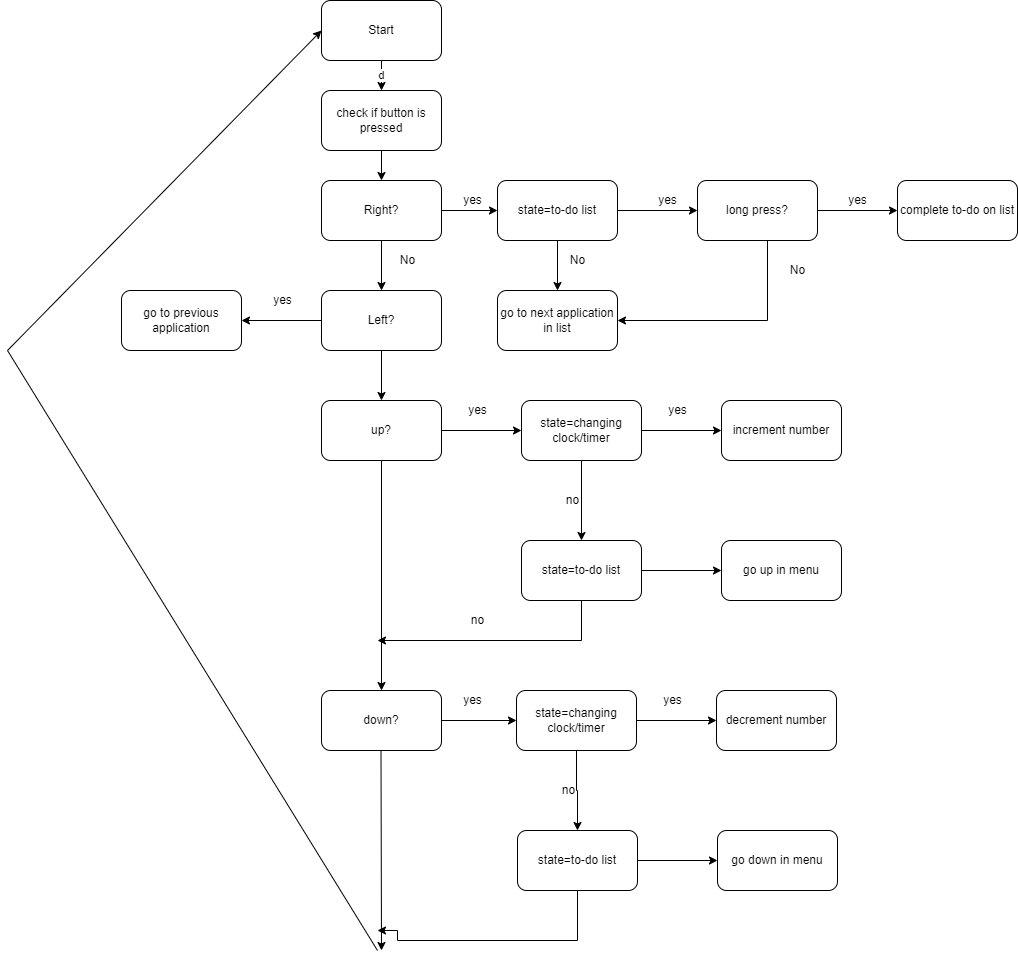 Start
d
check if button is
pressed
Right?
yes
state=to-do list
yes
long press?
yes
complete to-do on list
No
No
No
go to previous
application
yes
Left?
go to next application
in list
up?
yes
state=changing
clock/timer
yes
increment number
no
state=to-do list
go up in menu
no
down?
yes
state=changing
clock/timer
yes
decrement number
no
state=to-do list
go down in menu